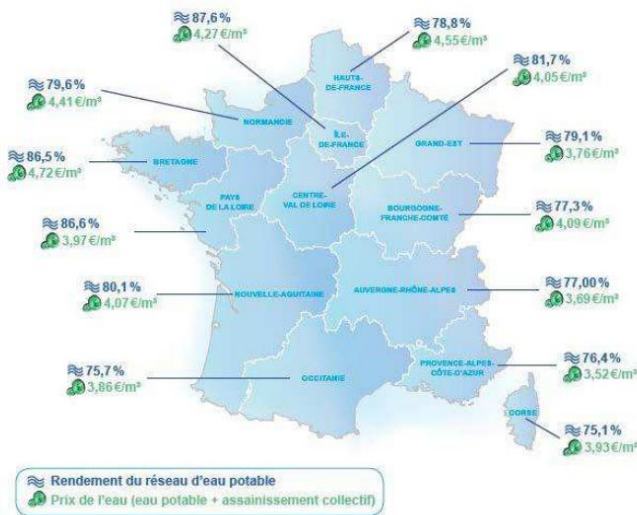 87,6%
4,27€/m³
78,8%
4,55€/m³
81,7%
4,05€/m³
79,6%
4,41€/m³
HAUTS-
DE-FRANCE
NORMANDIE
ÎLE-
DE-FRANCE
GRAND-EST
79,1%
3,76€/m³
86,5%
4,72€/m³
BRETAGNE
PAYS
DE LA LOIRE
CENTRE-
VAL DE LOIRE
BOURGOGNE-
FRANCHE-COMTÉ
77,3%
4,09€/m³
86,6%
3,97€/m³
80,1%
4,07€/m³
NOUVELLE-AQUITAINE
AUVERGNE-RHÔNE-ALPES
77,00%
3,69€/m³
75,7%
3,86€/m³
OCCITANIE
PROVENCE-ALPES-
CÔTE-D'AZUR
76,4%
3,52€/m³
CORSE
75,1%
3,93€/m³
Rendement du réseau d'eau potable
Prix de l'eau (eau potable + assainissement collectif)